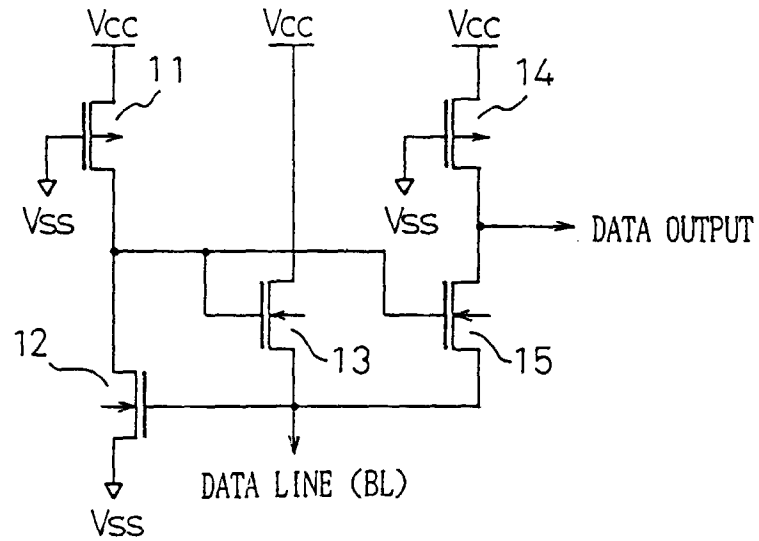 Vcc Vcc Vcc
11 14
Vss Vss
DATA OUTPUT
12 13 15
DATA LINE (BL)
Vss